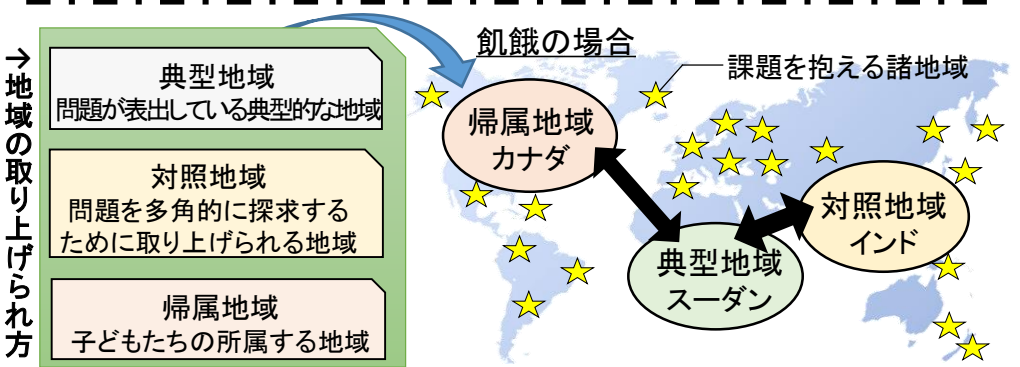 →地域の取り上げられ方
典型地域
問題が表出している典型的な地域
対照地域
問題を多角的に探求する
ために取り上げられる地域
帰属地域
子どもたちの所属する地域
飢餓の場合
課題を抱える諸地域
帰属地域
カナダ
対照地域
インド
典型地域
スーダン